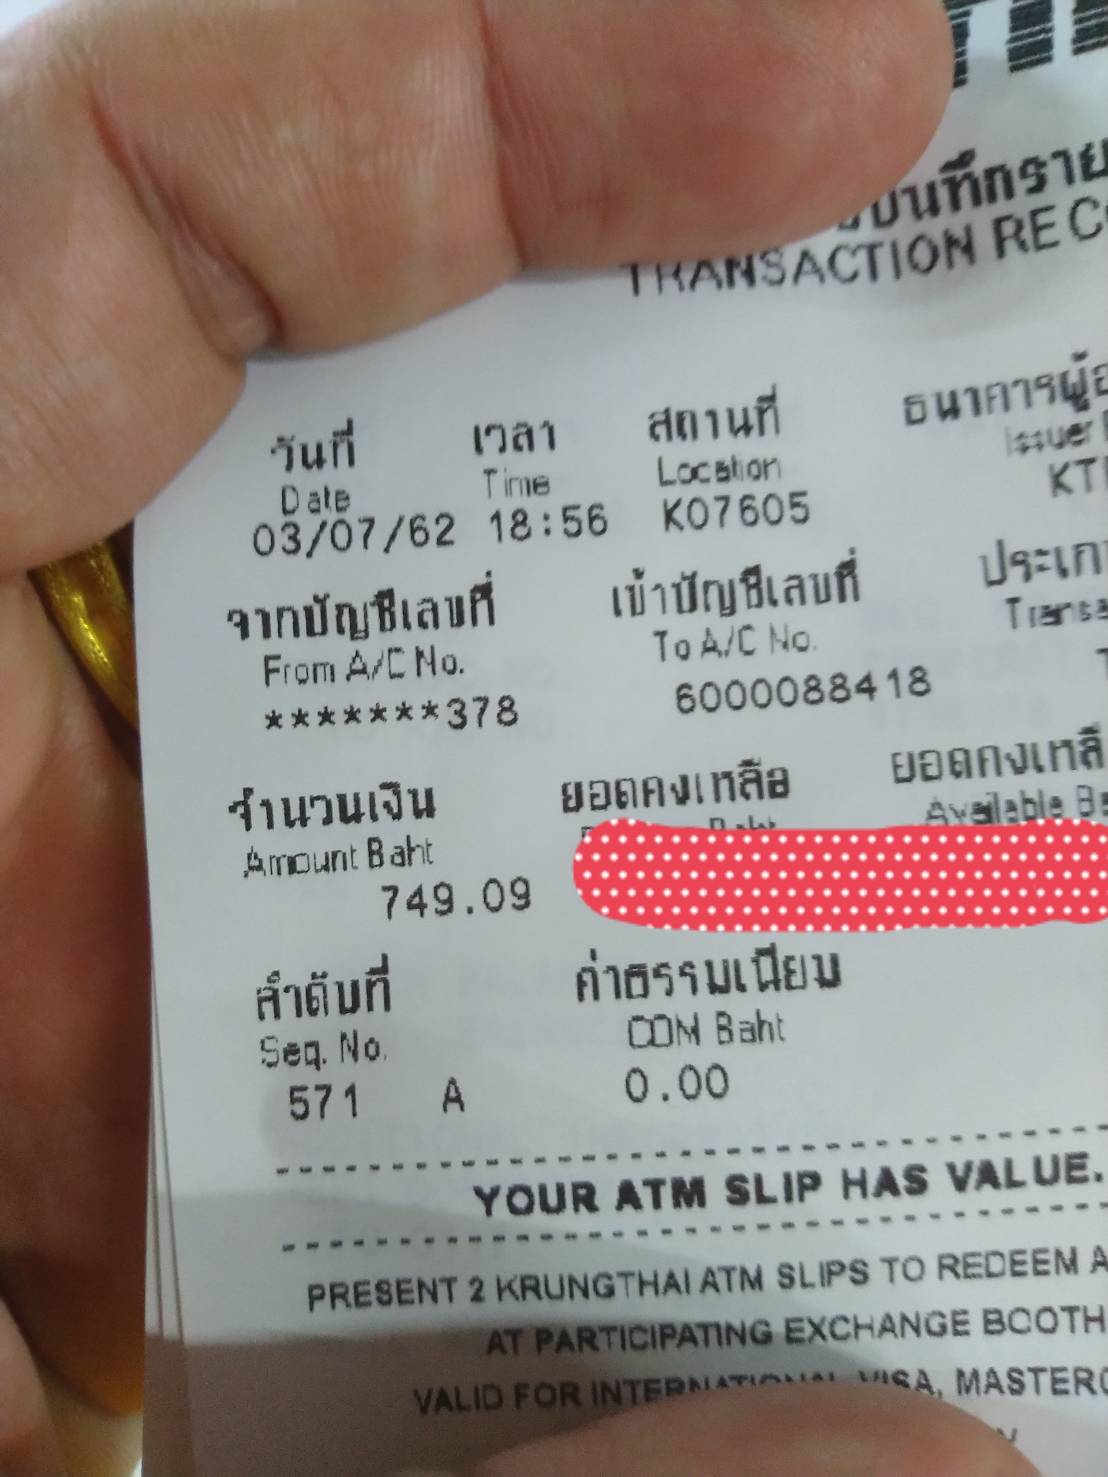 บันทึกราย
TRANSACTION REC
วันที่ เวลา สถานที่ ธนาคารผู้อ
Date Time Location Issuer
03/07/62 18:56 K07605 KT
จากบัญชีเลขที่ เข้าบัญชีเลขที่ ประเภ
From A/C No. To A/C No. Transa
*******378 6000088418
จำนวนเงิน ยอดคงเหลือ ยอดคงเหลื
Amount Baht Available Ba
749.09
ลำดับที่ ค่าธรรมเนียม
Seq. No. COM Baht
571 A 0.00
YOUR ATM SLIP HAS VALUE.
PRESENT 2 KRUNGTHAI ATM SLIPS TO REDEEM A
AT PARTICIPATING EXCHANGE BOOTH
VALID FOR INTERNATIONAL VISA, MASTERC